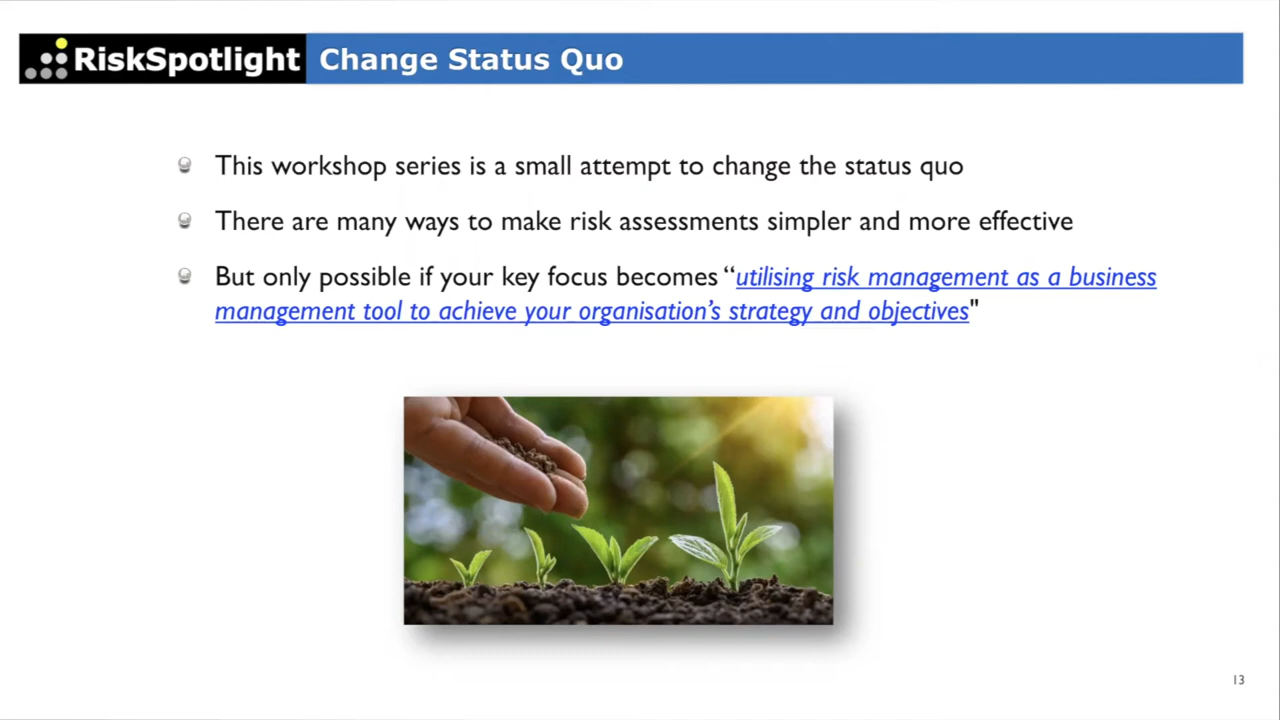 RiskSpotlight
Change Status Quo
This workshop series is a small attempt to change the status quo
There are many ways to make risk assessments simpler and more effective
But only possible if your key focus becomes “utilising risk management as a business
management tool to achieve your organisation’s strategy and objectives"
13